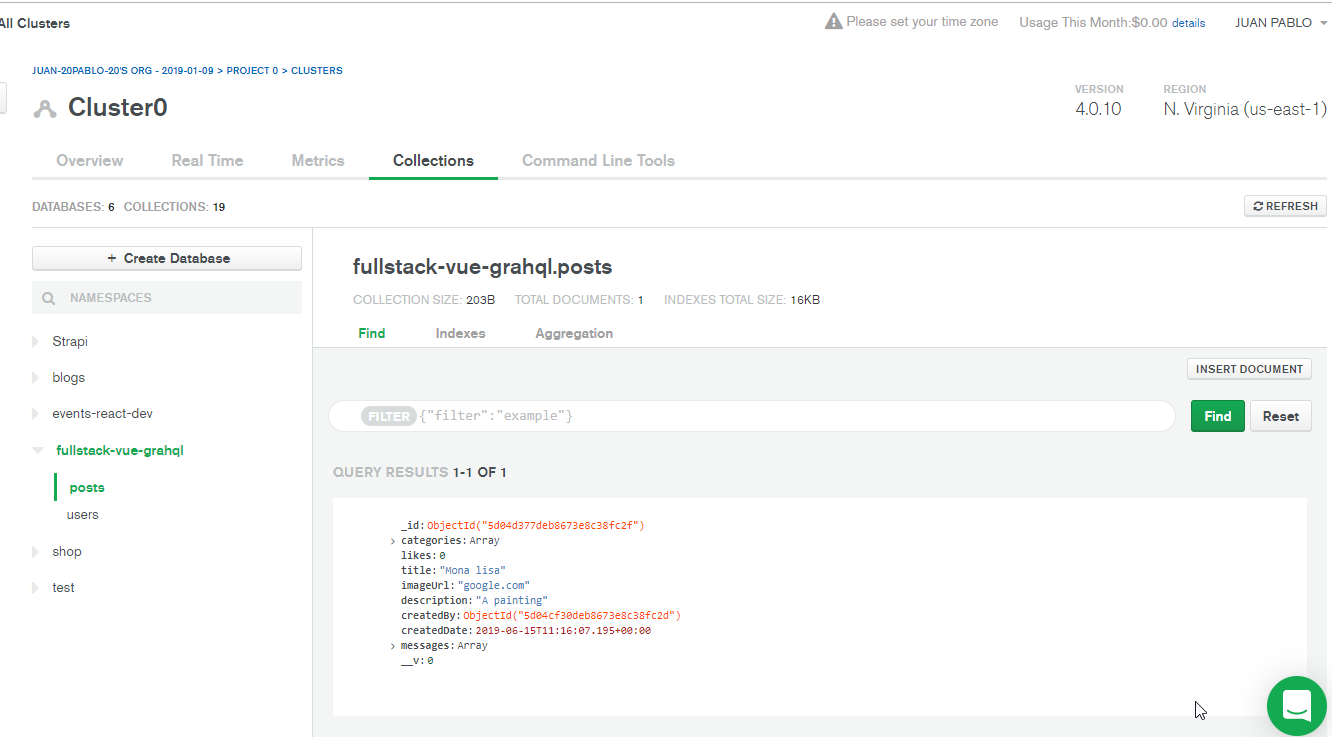 All Clusters
Please set your time zone
Usage This Month:$0.00 details
JUAN PABLO
JUAN-20PABLO-20'S ORG - 2019-01-09 > PROJECT 0 > CLUSTERS
Cluster0
VERSION
4.0.10
REGION
N. Virginia (us-east-1)
Overview
Real Time
Metrics
Collections
Command Line Tools
DATABASES: 6 COLLECTIONS: 19
REFRESH
+ Create Database
NAMESPACES
Strapi
blogs
events-react-dev
fullstack-vue-grahql
posts
users
shop
test
fullstack-vue-grahql.posts
COLLECTION SIZE: 203B TOTAL DOCUMENTS: 1 INDEXES TOTAL SIZE: 16KB
Find
Indexes
Aggregation
INSERT DOCUMENT
FILTER {"filter":"example"}
Find
Reset
QUERY RESULTS 1-1 OF 1
_id:ObjectId("5d04d377deb8673e8c38fc2f")
> categories:Array
likes:0
title:"Mona lisa"
imageUrl:"google.com"
description:"A painting"
createdBy:ObjectId("5d04cf30deb8673e8c38fc2d")
createdDate:2019-06-15T11:16:07.195+00:00
> messages:Array
__v:0